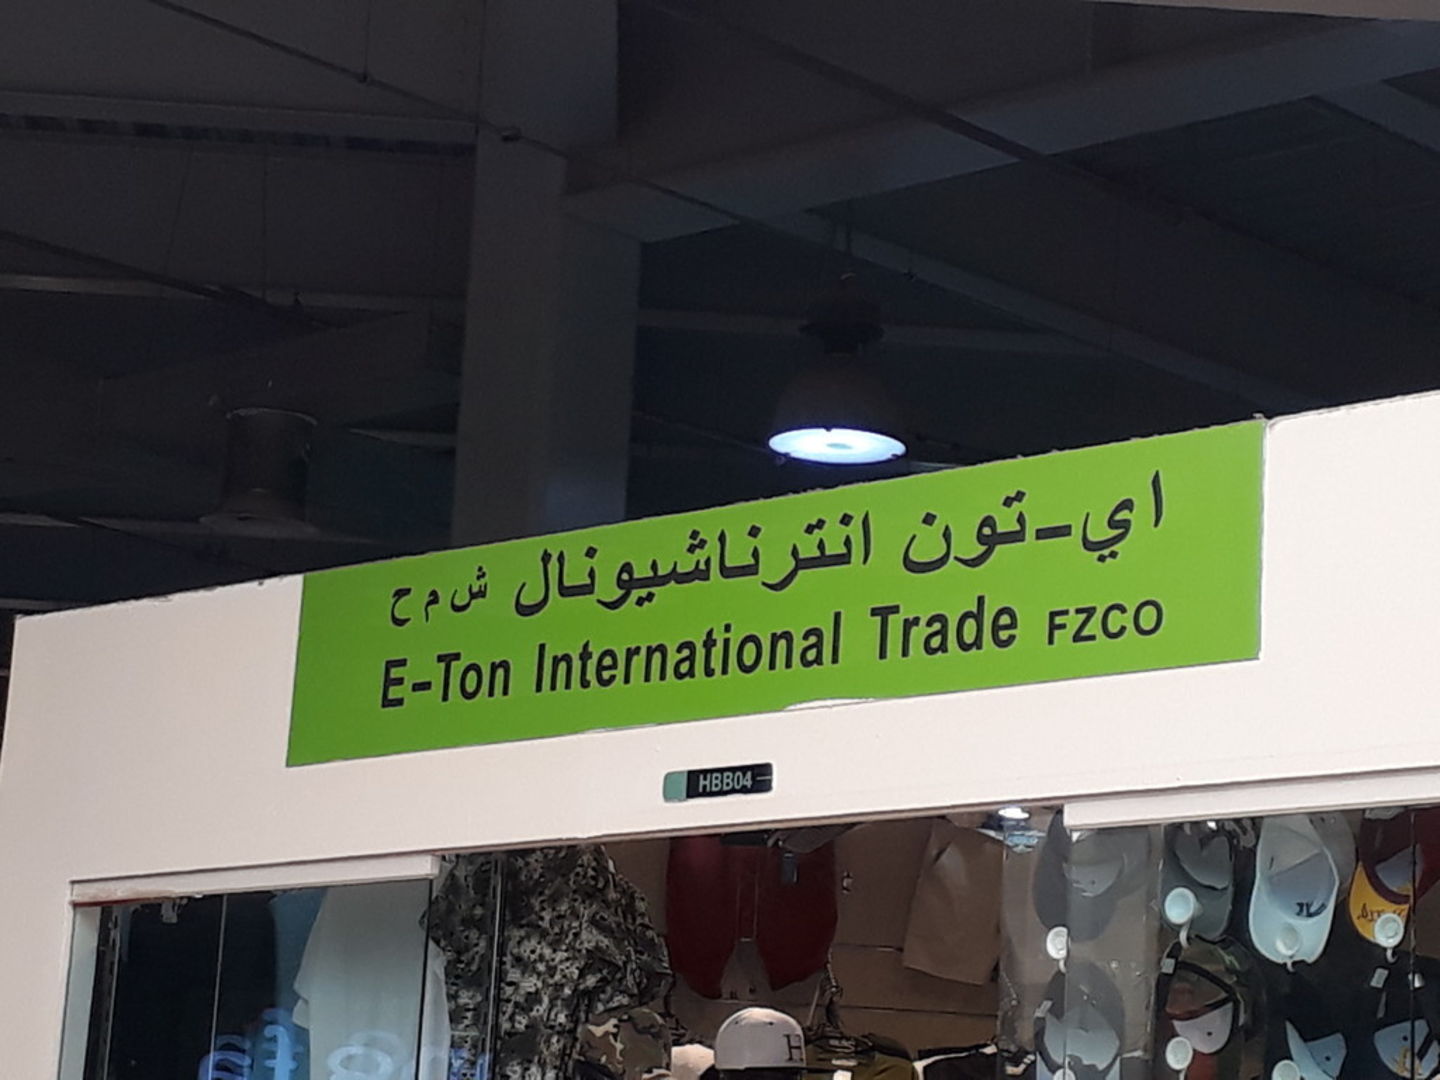 اي-تون انترناشيونال ش م ح
E-Ton International Trade FZCO
HBB04
H